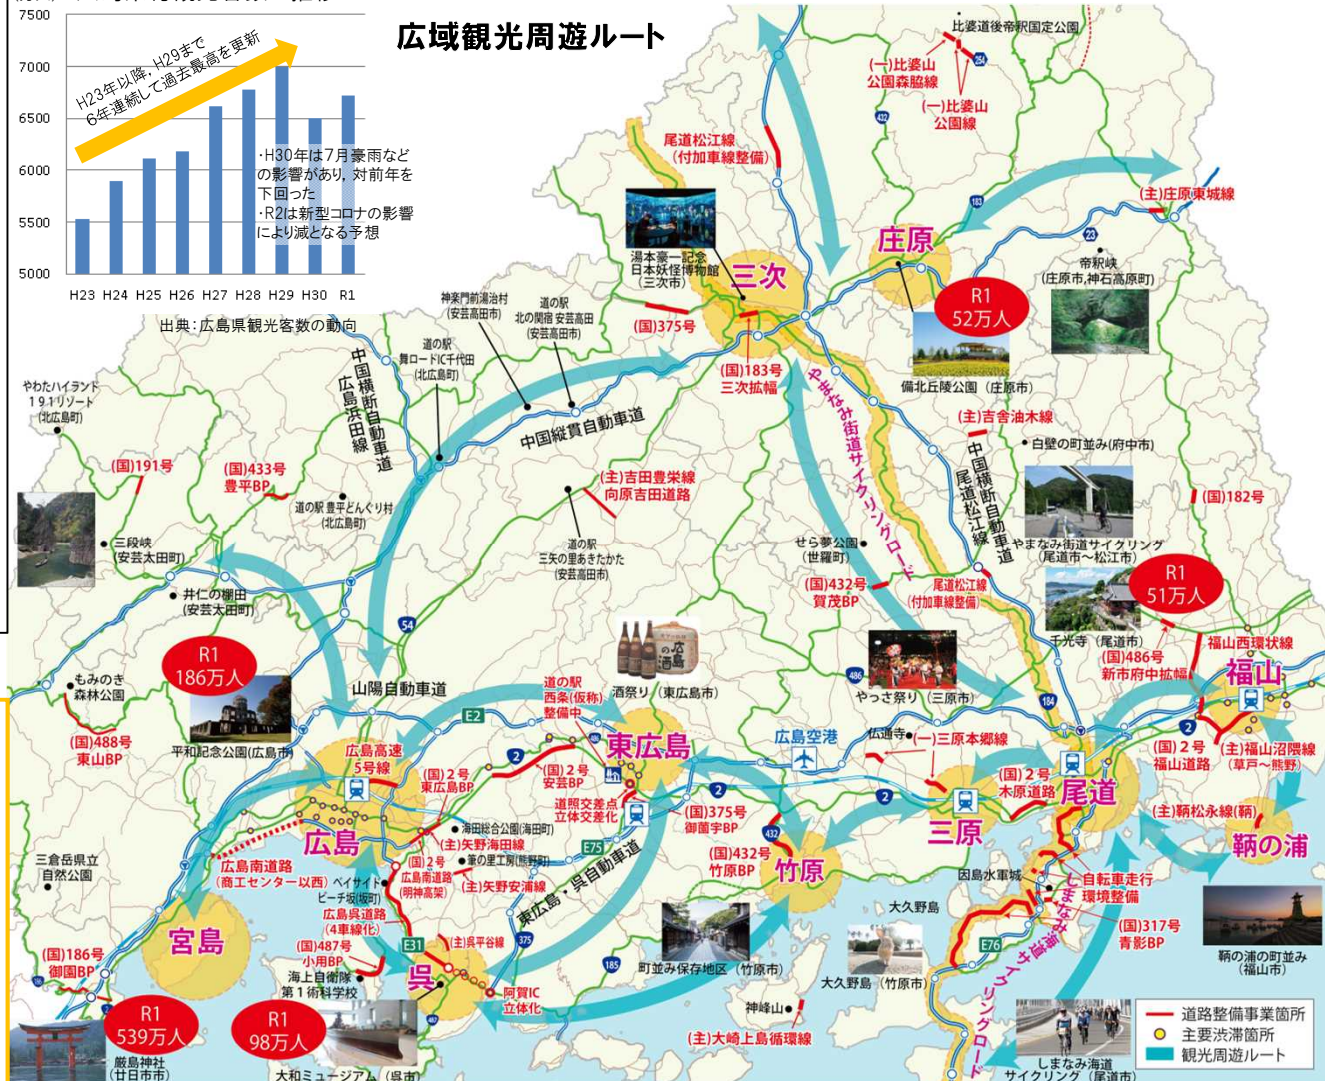 広域観光周遊ルート
7500
7000
6500
6000
5500
5000
H23年以降，H29まで
6年連続して過去最高を更新
・H30年は7月豪雨など
の影響があり，対前年を
下回った
・R2は新型コロナの影響
により減となる予想
H23 H24 H25 H26 H27 H28 H29 H30 R1
出典：広島県観光客数の動向
比婆道後帝釈国定公園
(一)比婆山
公園森脇線
(一)比婆山
公園線
254
432
尾道松江線
(付加車線整備)
183
(主)庄原東城線
23
帝釈峡
(庄原市,神石高原町)
湯本豪一記念
日本妖怪博物館
(三次市)
三次
庄原
R1
52万人
備北丘陵公園（庄原市）
(国)375号
(国)183号
三次拡幅
神楽門前湯治村
(安芸高田市)
道の駅
北の関宿 安芸高田
(安芸高田市)
道の駅
舞ロードIC千代田
(北広島町)
中国横断自動車道
広島浜田線
中国縦貫自動車道
やわたハイランド
191リゾート
(北広島町)
(国)191号
(国)433号
豊平BP
道の駅 豊平どんぐり村
(北広島町)
(主)吉田豊栄線
向原吉田道路
道の駅
三矢の里あきたかた
(安芸高田市)
やまなみ街道サイクリングロード
(主)吉舎油木線
白壁の町並み(府中市)
中国横断自動車道
尾道松江線
(国)182号
やまなみ街道サイクリング
(尾道市～松江市)
せら夢公園
(世羅町)
(国)432号
賀茂BP
尾道松江線
(付加車線整備)
三段峡
(安芸太田町)
井仁の棚田
(安芸太田町)
54
R1
51万人
千光寺（尾道市）
(国)486号
新市府中拡幅
福山西環状線
福山
R1
186万人
もみのき
森林公園
(国)488号
東山BP
平和記念公園(広島市)
山陽自動車道
E2
道の駅
西条(仮称)
整備中
酒祭り（東広島市）
486
やっさ祭り（三原市）
184
仏通寺
(一)三原本郷線
広島空港
東広島
486
広島高速
5号線
(国)2号
東広島BP
2
(国)2号
安芸BP
道照交差点
立体交差化
2
(国)375号
御薗宇BP
2
(国)2号
木原道路
尾道
2
(国)2号
福山道路
(主)福山沼隈線
(草戸～熊野)
広島
海田総合公園(海田町)
(主)矢野海田線
(国)2号
広島南道路
(明神高架)
筆の里工房(熊野町)
(主)矢野安浦線
E75
東広島・呉自動車道
432
(国)432号
竹原BP
竹原
三原
(主)鞆松永線(鞆)
鞆の浦
三倉岳県立
自然公園
広島南道路
(商工センター以西)
ベイサイド
ビーチ坂(坂町)
広島呉道路
(4車線化)
E31
(主)呉平谷線
375
因島水軍城
自転車走行
環境整備
(国)317号
青影BP
大久野島
宮島
(国)186号
御園BP
186
2
(国)487号
小用BP
海上自衛隊
第1術科学校
呉
487
阿賀IC
立体化
185
町並み保存地区（竹原市）
大久野島（竹原市）
神峰山
(主)大崎上島循環線
E76
しまなみ海道サイクリングロード
鞆の浦の町並み
(福山市)
R1
539万人
厳島神社
(廿日市市)
R1
98万人
大和ミュージアム（呉市）
しまなみ海道
サイクリング（尾道市）
道路整備事業箇所
主要渋滞箇所
観光周遊ルート